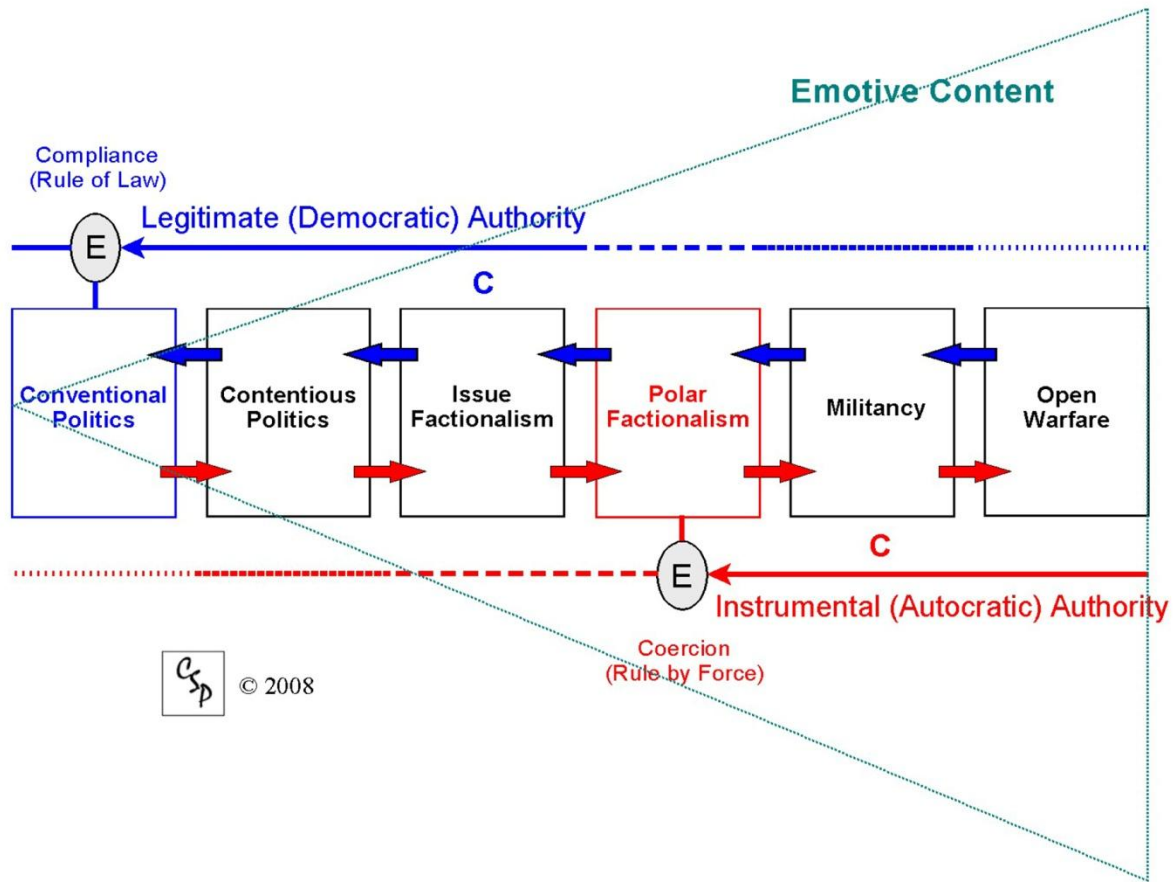 Emotive Content
Compliance
(Rule of Law)
Legitimate (Democratic) Authority
E
C
Conventional
Politics
Contentious
Politics
Issue
Factionalism
Polar
Factionalism
Militancy
Open
Warfare
C
E
Instrumental (Autocratic) Authority
Coercion
(Rule by Force)
CSP © 2008